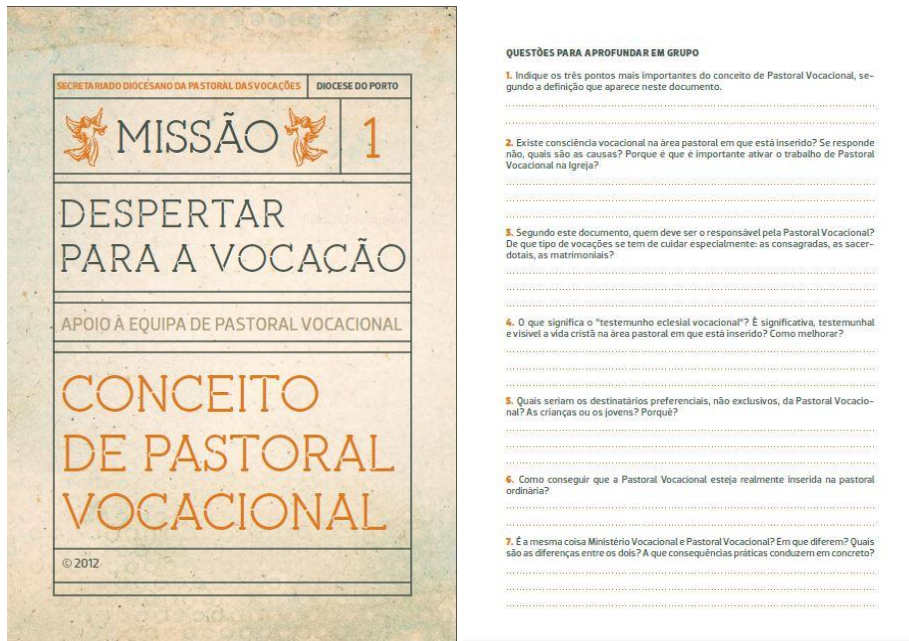 SECRETARIADO DIOCESANO DA PASTORAL DAS VOCAÇÕES
DIOCESE DO PORTO
MISSÃO
1
DESPERTAR
PARA A VOCAÇÃO
APOIO À EQUIPA DE PASTORAL VOCACIONAL
CONCEITO
DE PASTORAL
VOCACIONAL
© 2012
QUESTÕES PARA APROFUNDAR EM GRUPO
1. Indique os três pontos mais importantes do conceito de Pastoral Vocacional, se-
gundo a definição que aparece neste documento.
2. Existe consciência vocacional na área pastoral em que está inserido? Se responde
não, quais são as causas? Porque é que é importante ativar o trabalho de Pastoral
Vocacional na Igreja?
3. Segundo este documento, quem deve ser o responsável pela Pastoral Vocacional?
De que tipo de vocações se tem de cuidar especialmente: as consagradas, as sacer-
dotais, as matrimoniais?
4. O que significa o "testemunho eclesial vocacional"? É significativa, testemunhal
e visível a vida cristã na área pastoral em que está inserido? Como melhorar?
5. Quais seriam os destinatários preferenciais, não exclusivos, da Pastoral Vocacio-
nal? As crianças ou os jovens? Porquê?
6. Como conseguir que a Pastoral Vocacional esteja realmente inserida na pastoral
ordinária?
7. É a mesma coisa Ministério Vocacional e Pastoral Vocacional? Em que diferem? Quais
são as diferenças entre os dois? A que consequências práticas conduzem em concreto?